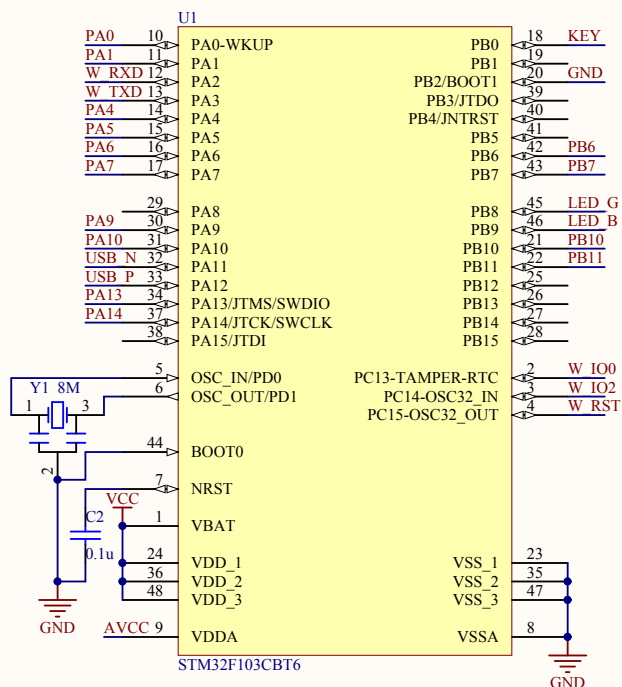 U1
PA0 10 PA0-WKUP PB0 18 KEY
PA1 11 PA1 PB1 19
W_RXD 12 PA2 PB2/BOOT1 20 GND
W_TXD 13 PA3 PB3/JTDO 39
PA4 14 PA4 PB4/JNTRST 40
PA5 15 PA5 PB5 41
PA6 16 PA6 PB6 42 PB6
PA7 17 PA7 PB7 43 PB7
29 PA8 PB8 45 LED_G
PA9 30 PA9 PB9 46 LED_B
PA10 31 PA10 PB10 21 PB10
USB_N 32 PA11 PB11 22 PB11
USB_P 33 PA12 PB12 25
PA13 34 PA13/JTMS/SWDIO PB13 26
PA14 37 PA14/JTCK/SWCLK PB14 27
38 PA15/JTDI PB15 28
5 OSC_IN/PD0 PC13-TAMPER-RTC 2 W_IO0
Y1 8M 6 OSC_OUT/PD1 PC14-OSC32_IN 3 W_IO2
1 3 PC15-OSC32_OUT 4 W_RST
44 BOOT0
2
7 NRST
VCC
C2 1 VBAT
0.1u
24 VDD_1 VSS_1 23
36 VDD_2 VSS_2 35
48 VDD_3 VSS_3 47
GND
AVCC 9 VDDA VSSA 8
STM32F103CBT6
GND